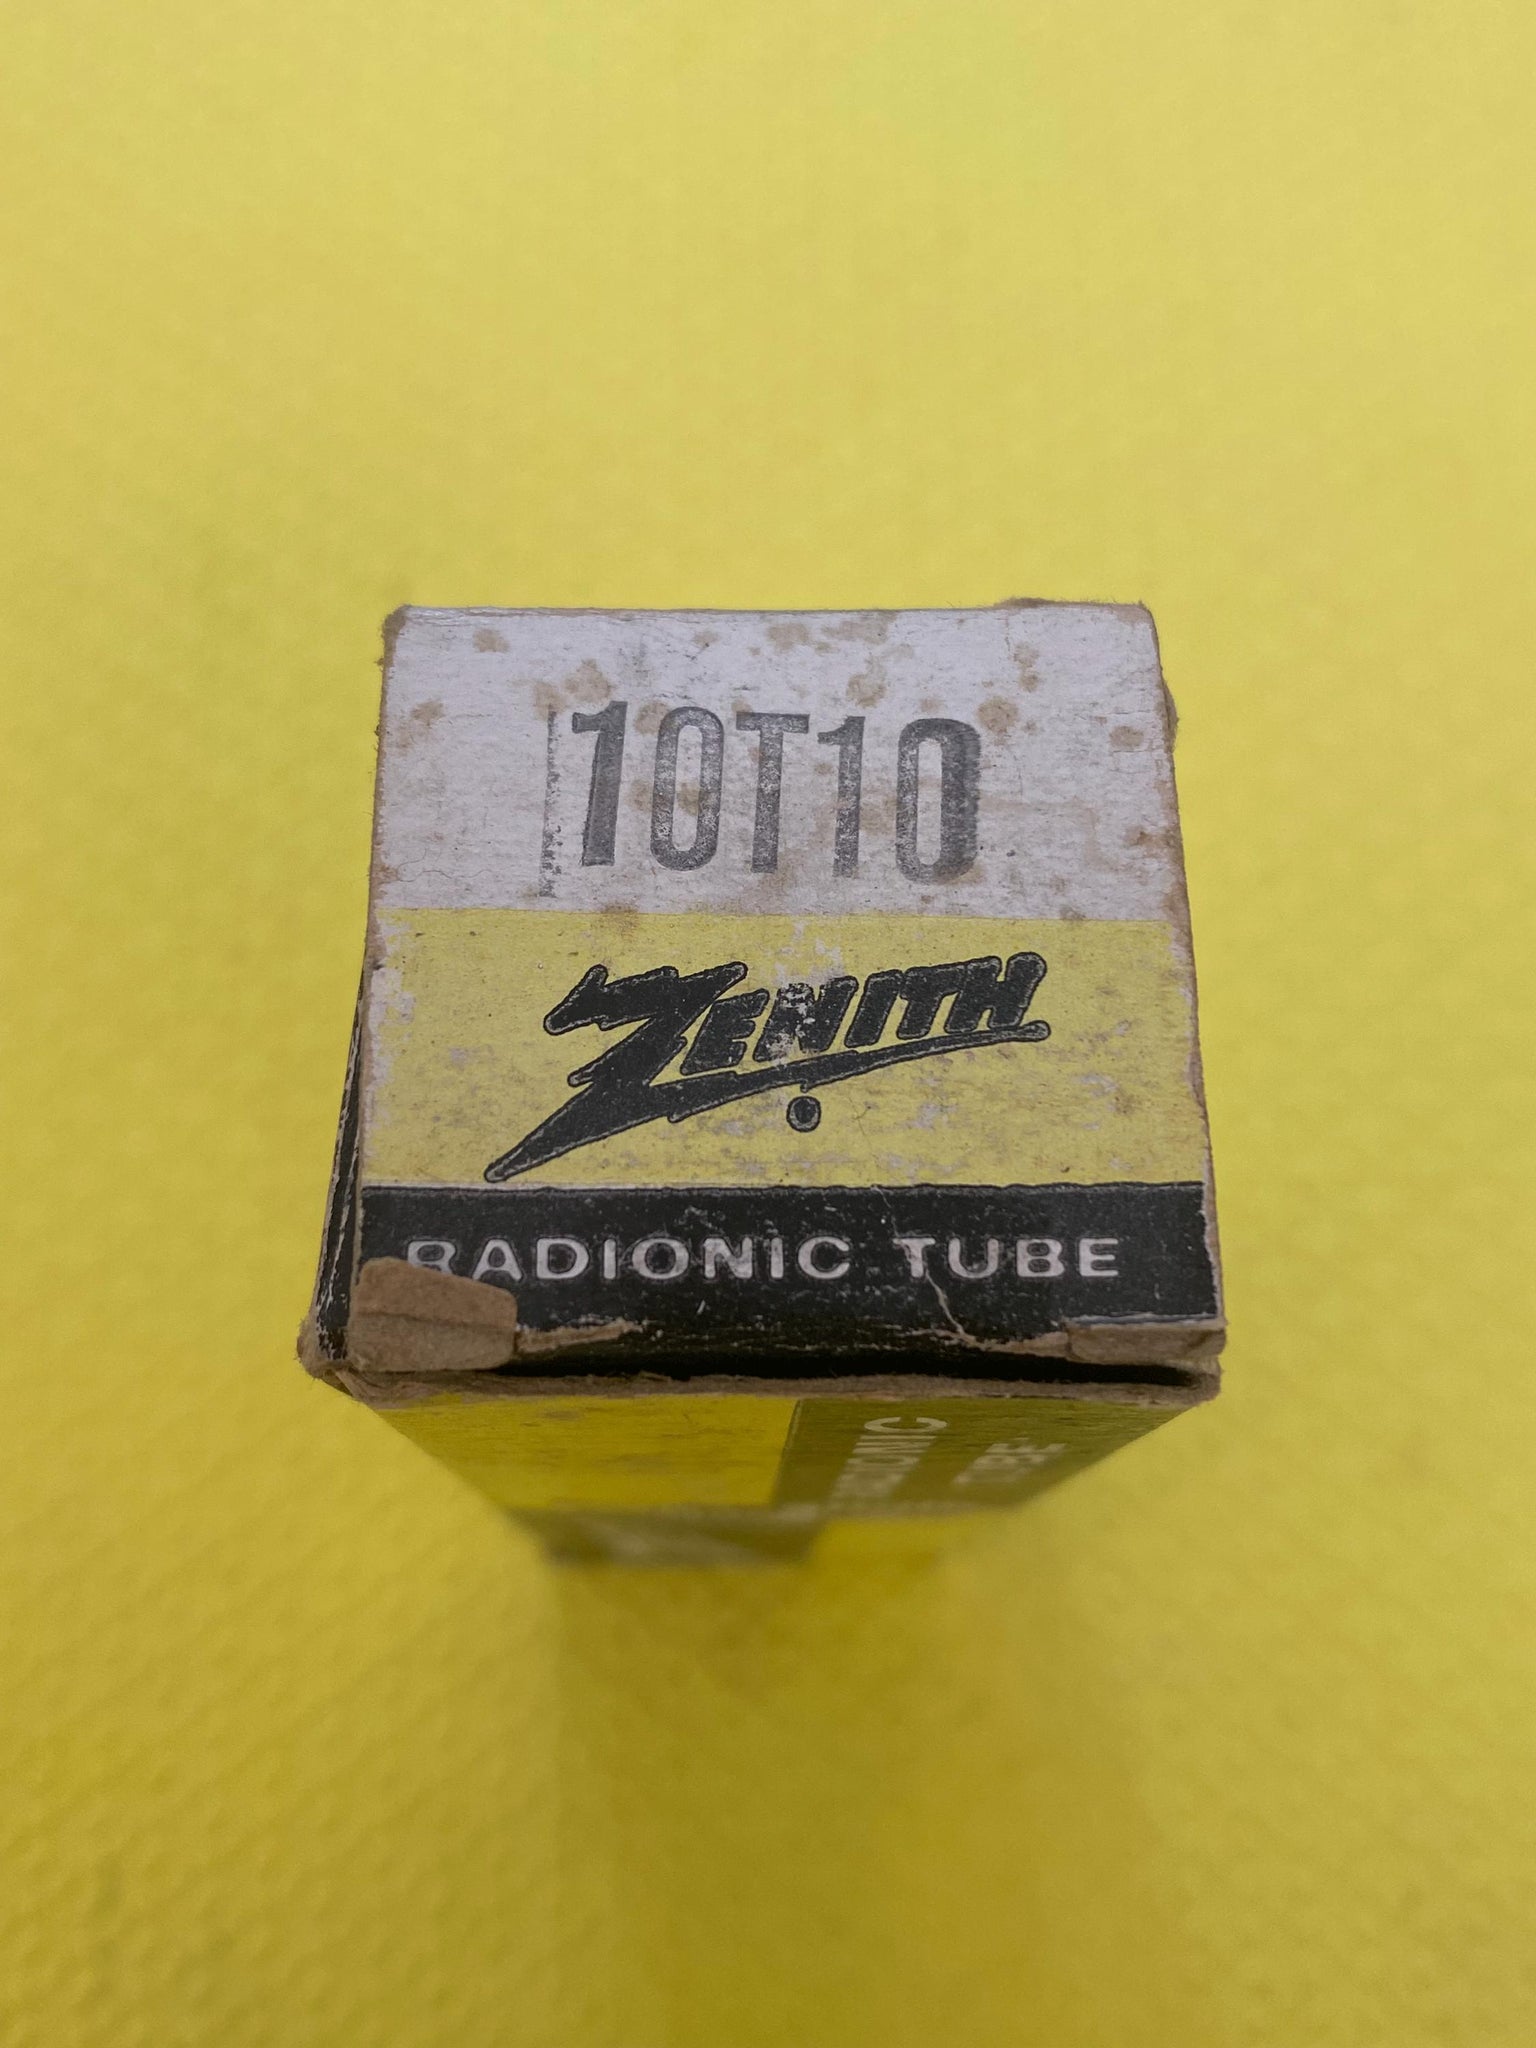 10T10
ZENITH
RADIONIC TUBE